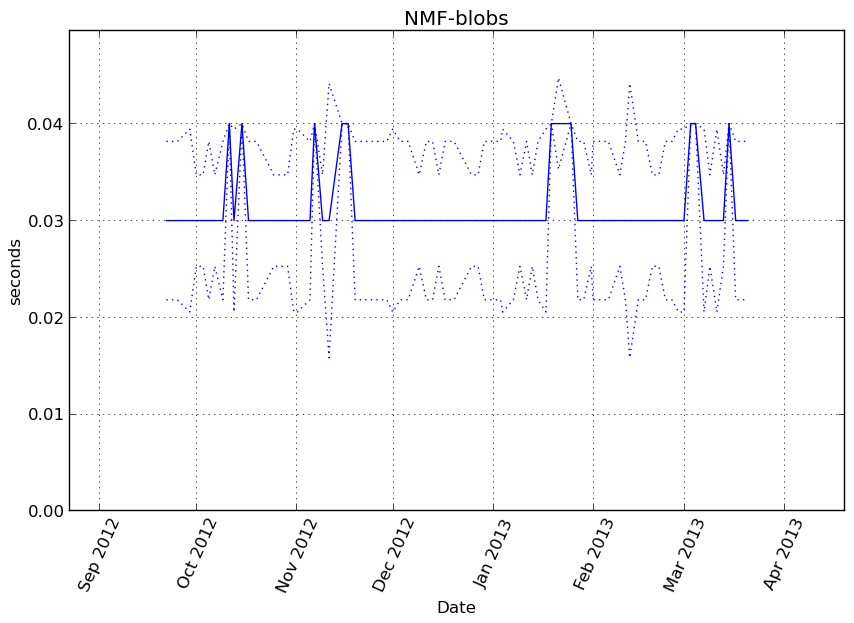 NMF-blobs
0.04
0.03
0.02
0.01
0.00
seconds
Sep 2012
Oct 2012
Nov 2012
Dec 2012
Jan 2013
Feb 2013
Mar 2013
Apr 2013
Date